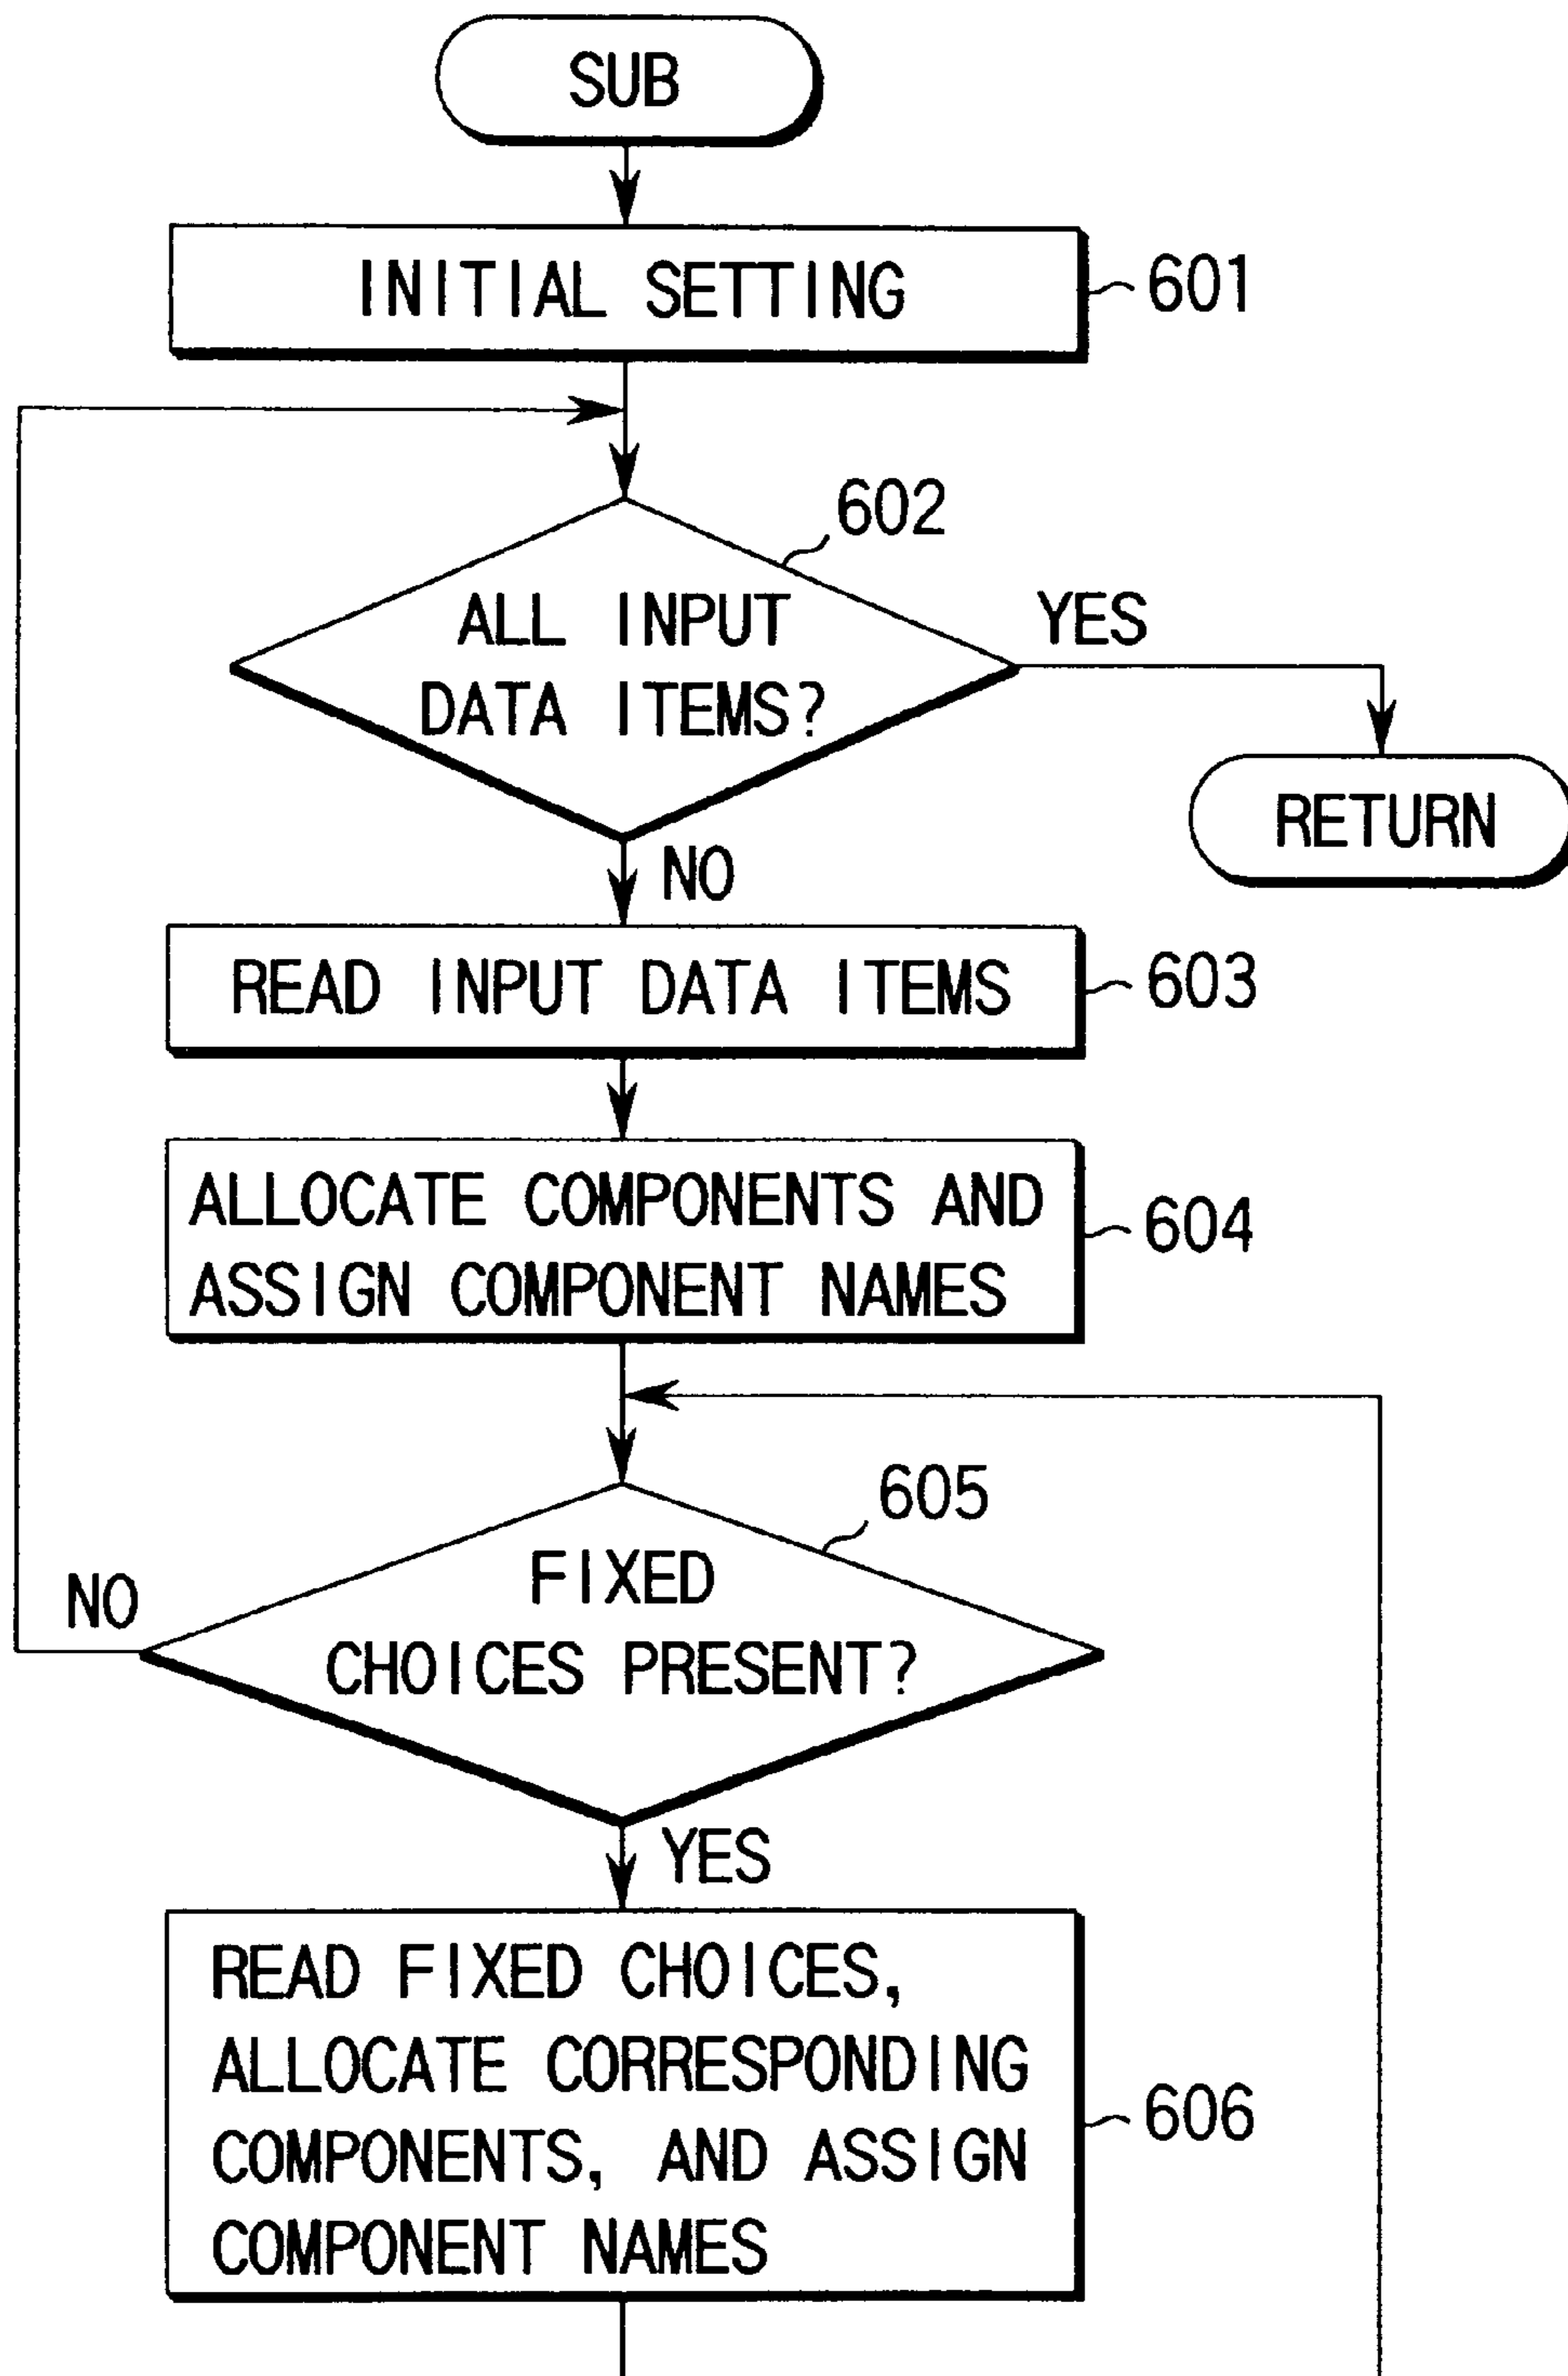 SUB
INITIAL SETTING
601
602
ALL INPUT
DATA ITEMS?
YES
RETURN
NO
READ INPUT DATA ITEMS
603
ALLOCATE COMPONENTS AND
ASSIGN COMPONENT NAMES
604
605
FIXED
CHOICES PRESENT?
NO
YES
READ FIXED CHOICES,
ALLOCATE CORRESPONDING
COMPONENTS, AND ASSIGN
COMPONENT NAMES
606